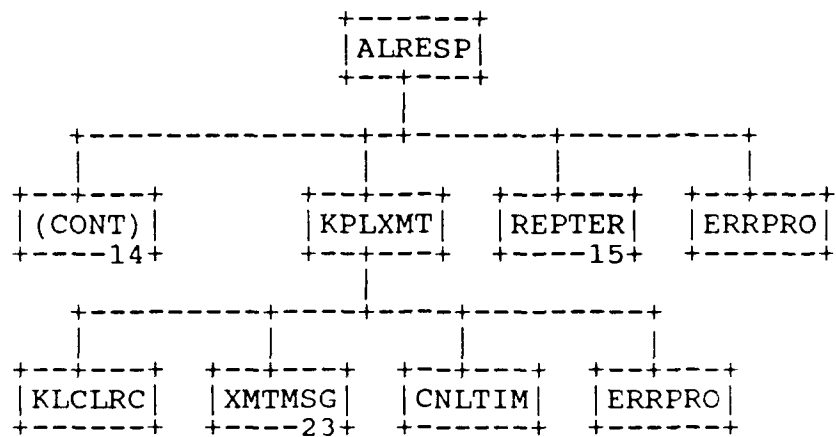 ALRESP
(CONT) KPLXMT REPTER ERRPRO
14 15
KLCLRC XMTMSG CNLTIM ERRPRO
23